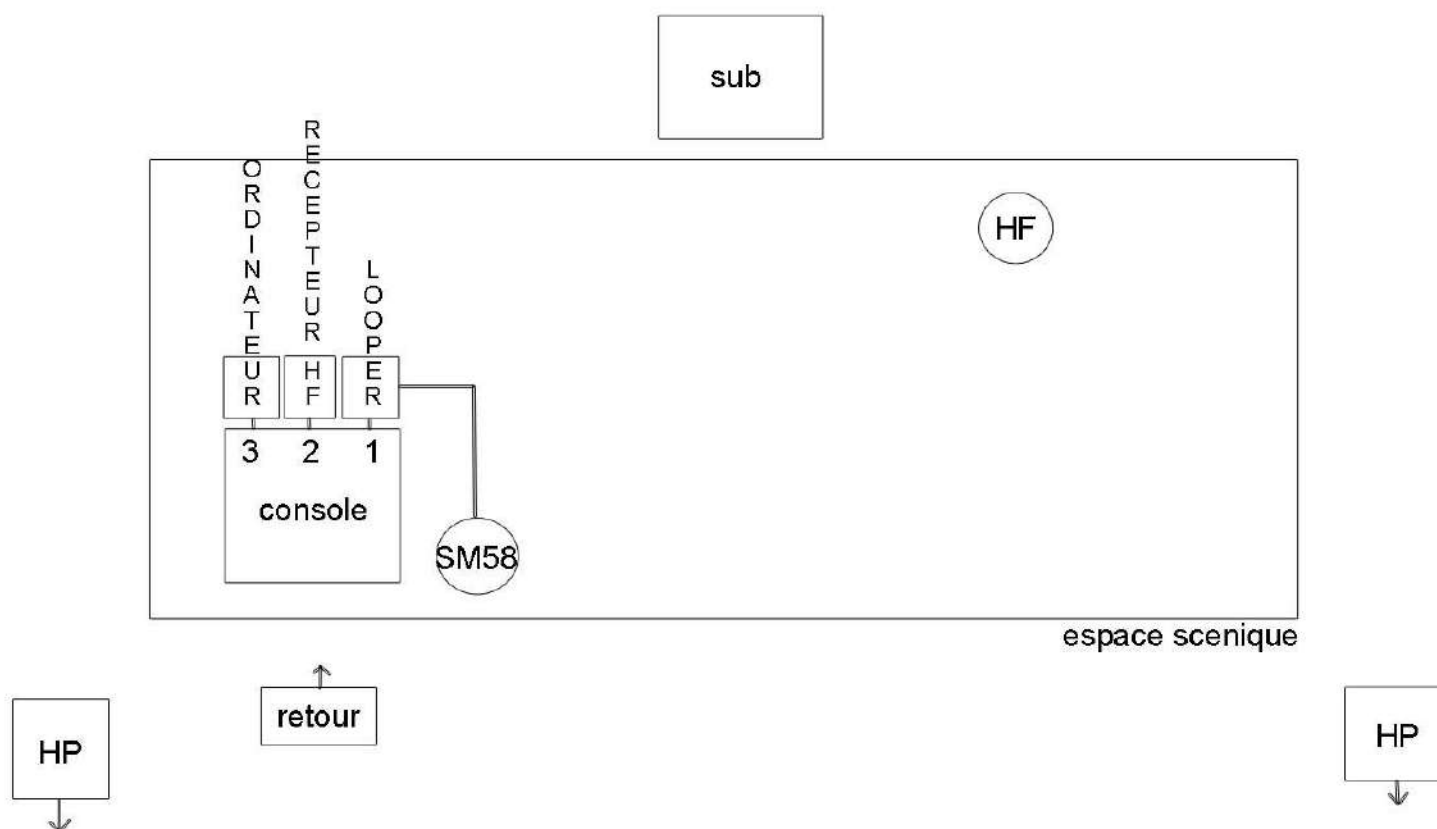 sub
ORDINATEUR
RECEPTEUR HF
LOOPER
HF
3 2 1
console
SM58
espace scenique
retour
HP
HP